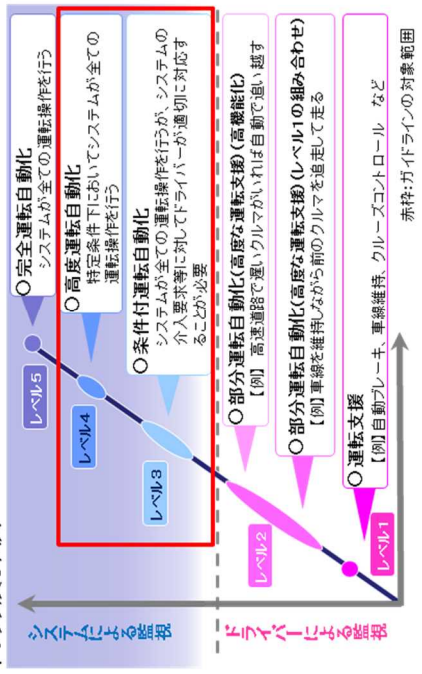 ○完全運転自動化
システムが全ての運転操作を行う
レベル5
○高度運転自動化
特定条件下においてシステムが全ての
運転操作を行う
レベル4
○条件付運転自動化
システムが全ての運転操作を行うが、システムの
介入要求等に対してドライバーが適切に対応す
ることが必要
レベル3
システムによる監視
○部分運転自動化(高度な運転支援)(高機能化)
【例】 高速道路で遅いクルマがいれば自動で追い越す
○部分運転自動化(高度な運転支援)(レベル1の組み合わせ)
【例】車線を維持しながら前のクルマを追走して走る
レベル2
○運転支援
【例】自動ブレーキ、車線維持、クルーズコントロール など
レベル1
ドライバーによる監視
赤枠:ガイドラインの対象範囲